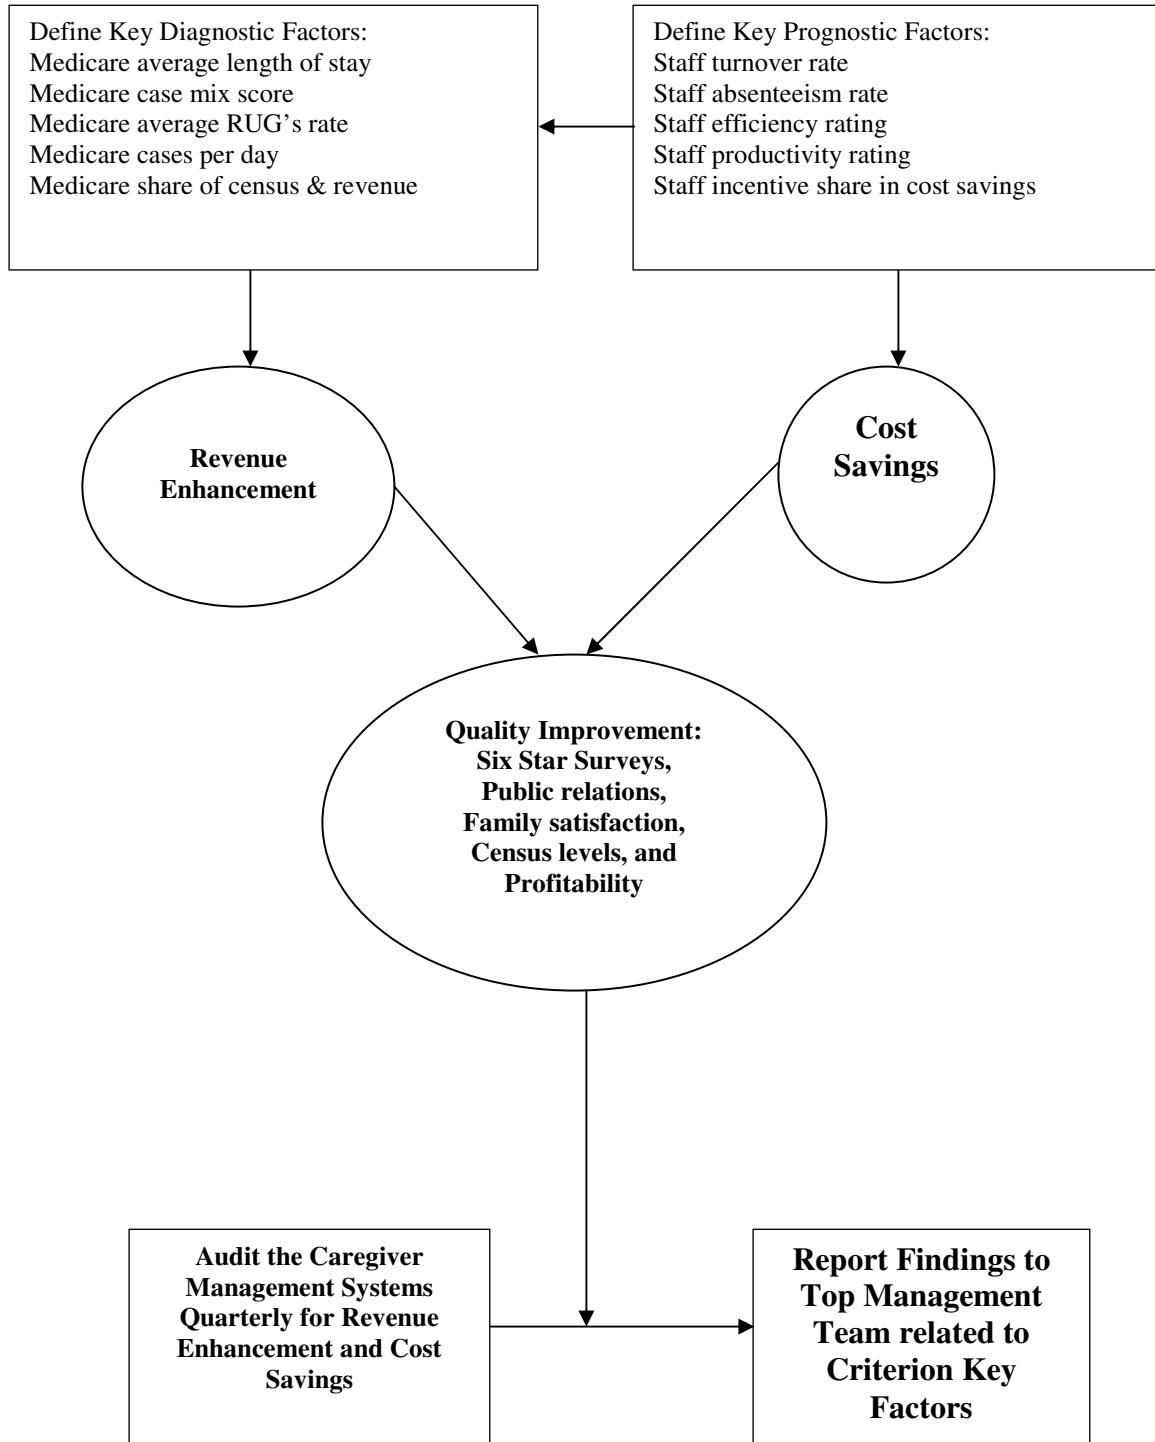 Define Key Diagnostic Factors:
Medicare average length of stay
Medicare case mix score
Medicare average RUG’s rate
Medicare cases per day
Medicare share of census & revenue
Define Key Prognostic Factors:
Staff turnover rate
Staff absenteeism rate
Staff efficiency rating
Staff productivity rating
Staff incentive share in cost savings
Revenue
Enhancement
Cost
Savings
Quality Improvement:
Six Star Surveys,
Public relations,
Family satisfaction,
Census levels, and
Profitability
Audit the Caregiver
Management Systems
Quarterly for Revenue
Enhancement and Cost
Savings
Report Findings to
Top Management
Team related to
Criterion Key
Factors